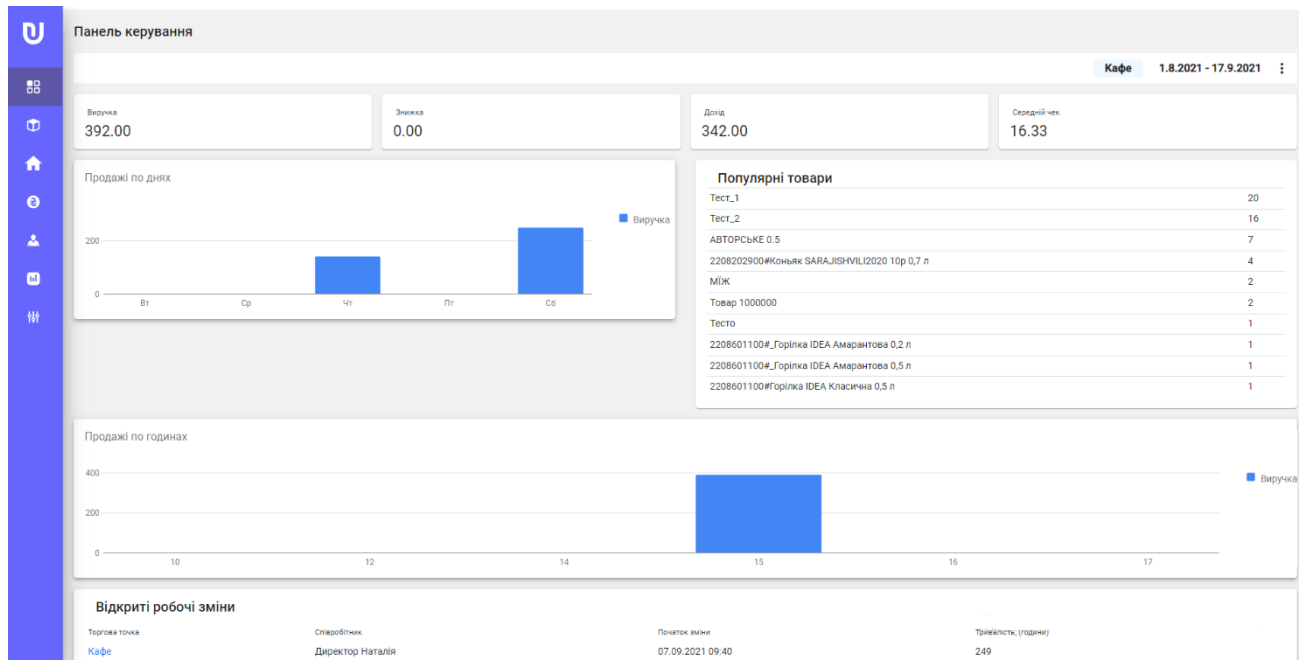 Панель керування
Кафе 1.8.2021 - 17.9.2021
Виручка
392.00
Знижка
0.00
Дохід
342.00
Середній чек
16.33
Продажі по днях
200
0
Вт Ср Чт Пт Сб
Виручка
Популярні товари
Тест_1 20
Тест_2 16
АВТОРСЬКЕ 0.5 7
2208202900#Коньяк SARAJISHVILI2020 10р 0,7 л 4
МЇЖ 2
Товар 1000000 2
Тесто 1
2208601100#_Горілка IDEA Амарантова 0,2 л 1
2208601100#_Горілка IDEA Амарантова 0,5 л 1
2208601100#Горілка IDEA Класична 0,5 л 1
Продажі по годинах
400
200
0
10 12 14 15 16 17
Виручка
Відкриті робочі зміни
Торгова точка Співробітник Початок зміни Тривалість, (години)
Кафе Директор Наталія 07.09.2021 09:40 249